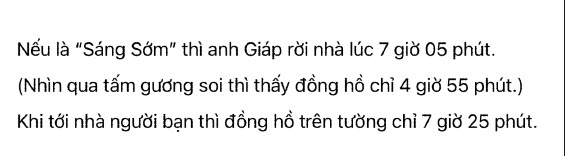 Nếu là “Sáng Sớm” thì anh Giáp rời nhà lúc 7 giờ 05 phút.
(Nhìn qua tấm gương soi thì thấy đồng hồ chỉ 4 giờ 55 phút.)
Khi tới nhà người bạn thì đồng hồ trên tường chỉ 7 giờ 25 phút.